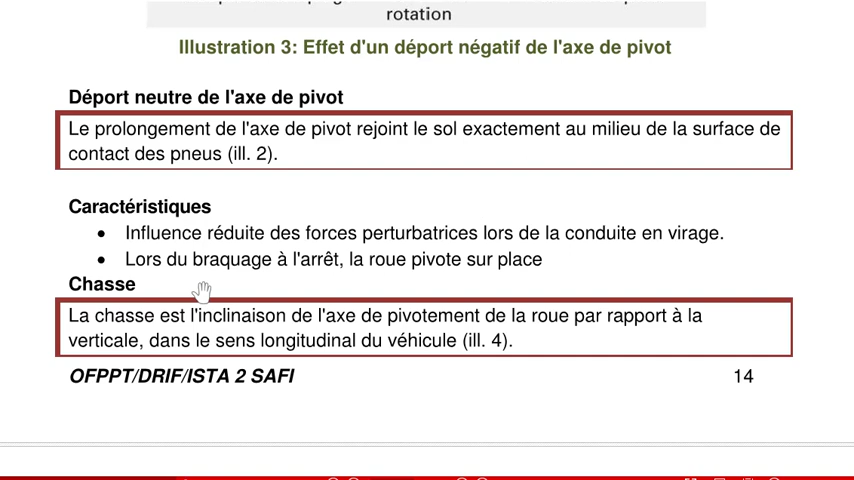 rotation
Illustration 3: Effet d'un déport négatif de l'axe de pivot
Déport neutre de l'axe de pivot
Le prolongement de l'axe de pivot rejoint le sol exactement au milieu de la surface de
contact des pneus (ill. 2).
Caractéristiques
• Influence réduite des forces perturbatrices lors de la conduite en virage.
• Lors du braquage à l'arrêt, la roue pivote sur place
Chasse
La chasse est l'inclinaison de l'axe de pivotement de la roue par rapport à la
verticale, dans le sens longitudinal du véhicule (ill. 4).
OFPPT/DRIF/ISTA 2 SAFI 14